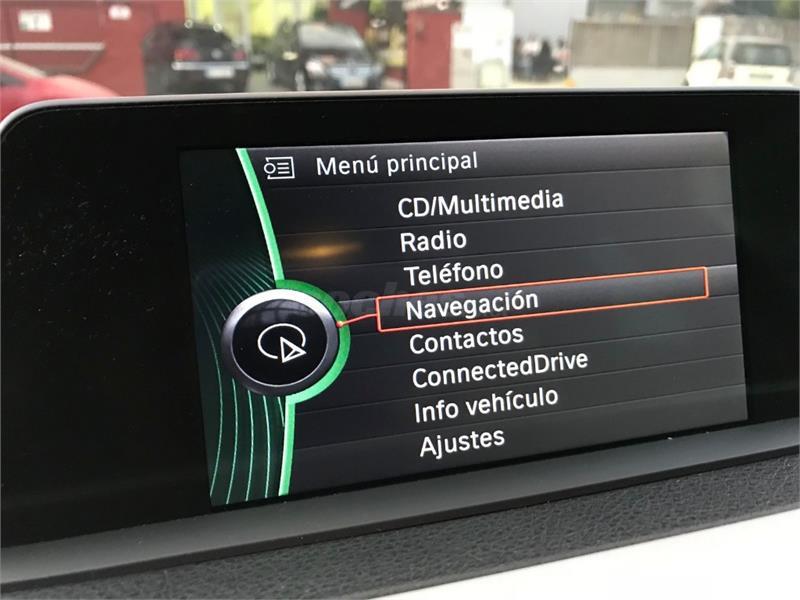 Menú principal
CD/Multimedia
Radio
Teléfono
Navegación
Contactos
ConnectedDrive
Info vehículo
Ajustes